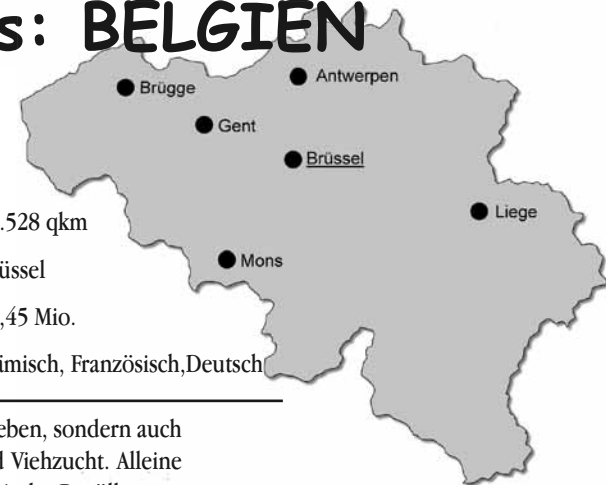 s: BELGIEN
Brügge
Antwerpen
Gent
Brüssel
Liege
Mons
.528 qkm
üssel
,45 Mio.
imisch, Französisch,Deutsch
eben, sondern auch
d Viehzucht. Alleine